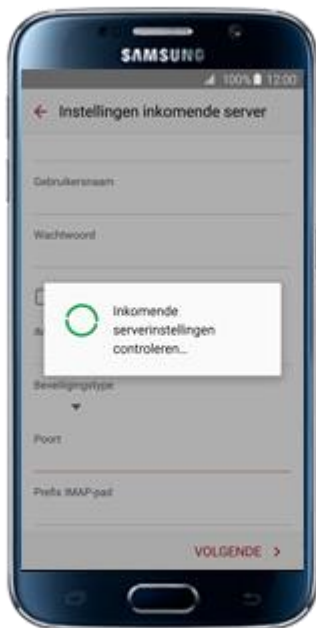 SAMSUNG
100% 12:00
Instellingen inkomende server
Gebruikersnaam
Wachtwoord
Inkomende
serverinstellingen
controleren...
Beveiligingstype
Poort
Prefix IMAP-pad
VOLGENDE